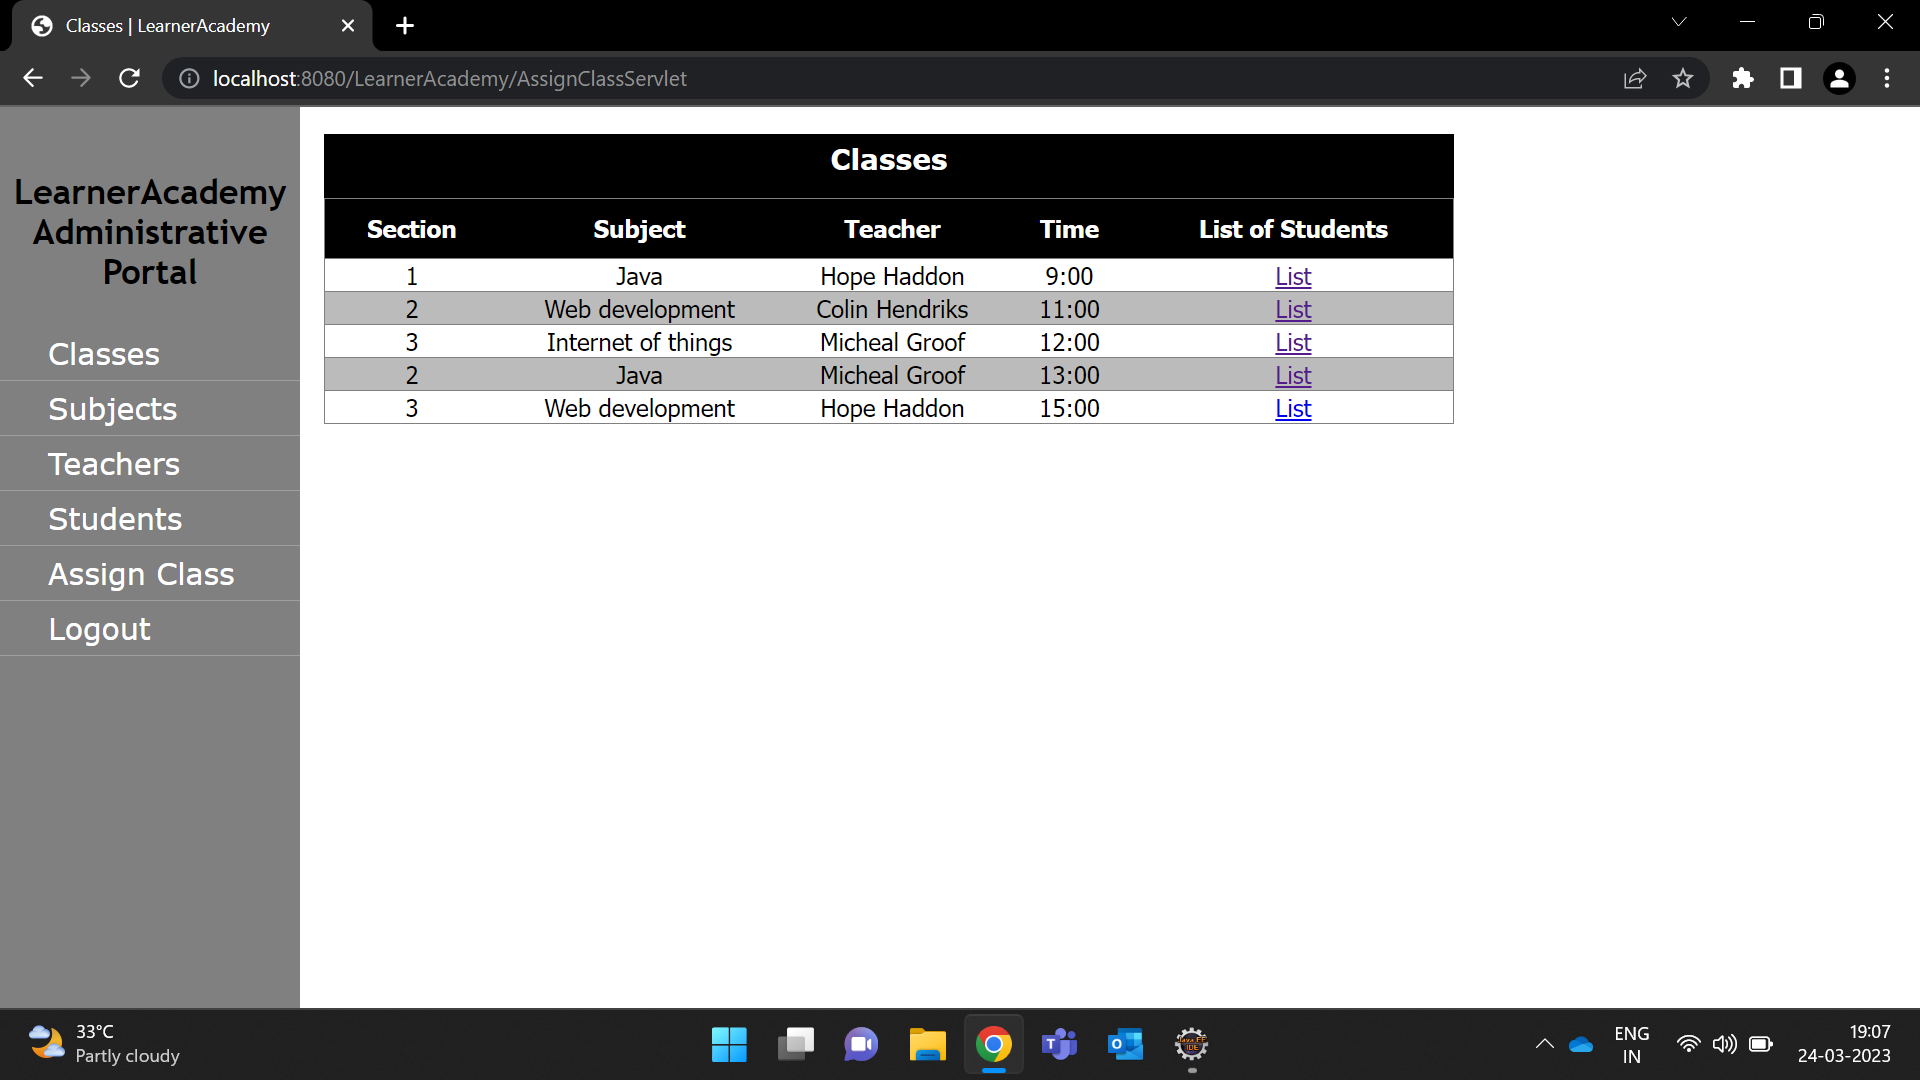 Classes | LearnerAcademy
localhost:8080/LearnerAcademy/AssignClassServlet
LearnerAcademy
Administrative
Portal
Classes
Subjects
Teachers
Students
Assign Class
Logout
Classes
Section Subject Teacher Time List of Students
1 Java Hope Haddon 9:00 List
2 Web development Colin Hendriks 11:00 List
3 Internet of things Micheal Groof 12:00 List
2 Java Micheal Groof 13:00 List
3 Web development Hope Haddon 15:00 List
33°C
Partly cloudy
Java EE
IDE
ENG
IN
19:07
24-03-2023